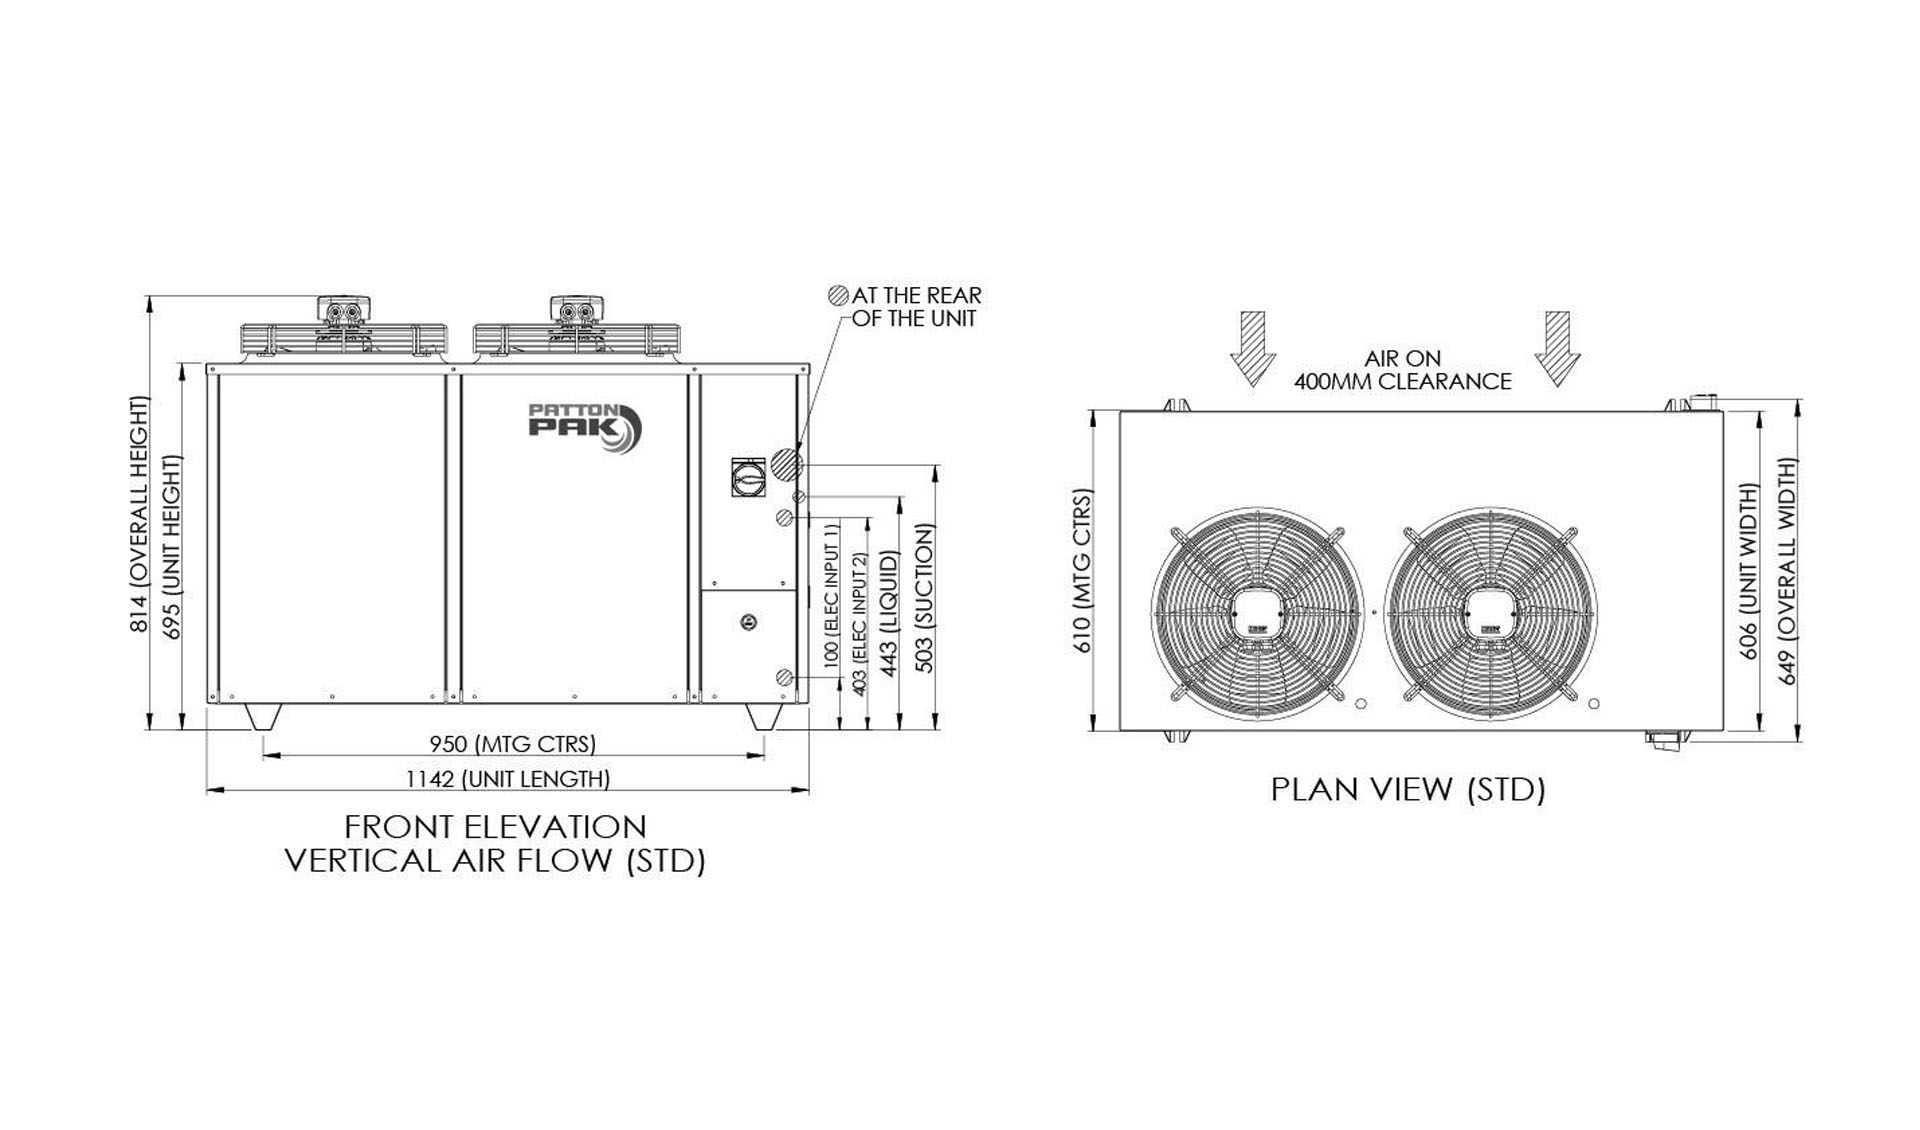 AT THE REAR
OF THE UNIT
PATTON
PAK
814 (OVERALL HEIGHT)
695 (UNIT HEIGHT)
100 (ELEC INPUT 1)
403 (ELEC INPUT 2)
443 (LIQUID)
503 (SUCTION)
950 (MTG CTRS)
1142 (UNIT LENGTH)
FRONT ELEVATION
VERTICAL AIR FLOW (STD)
AIR ON
400MM CLEARANCE
610 (MTG CTRS)
606 (UNIT WIDTH)
649 (OVERALL WIDTH)
PLAN VIEW (STD)